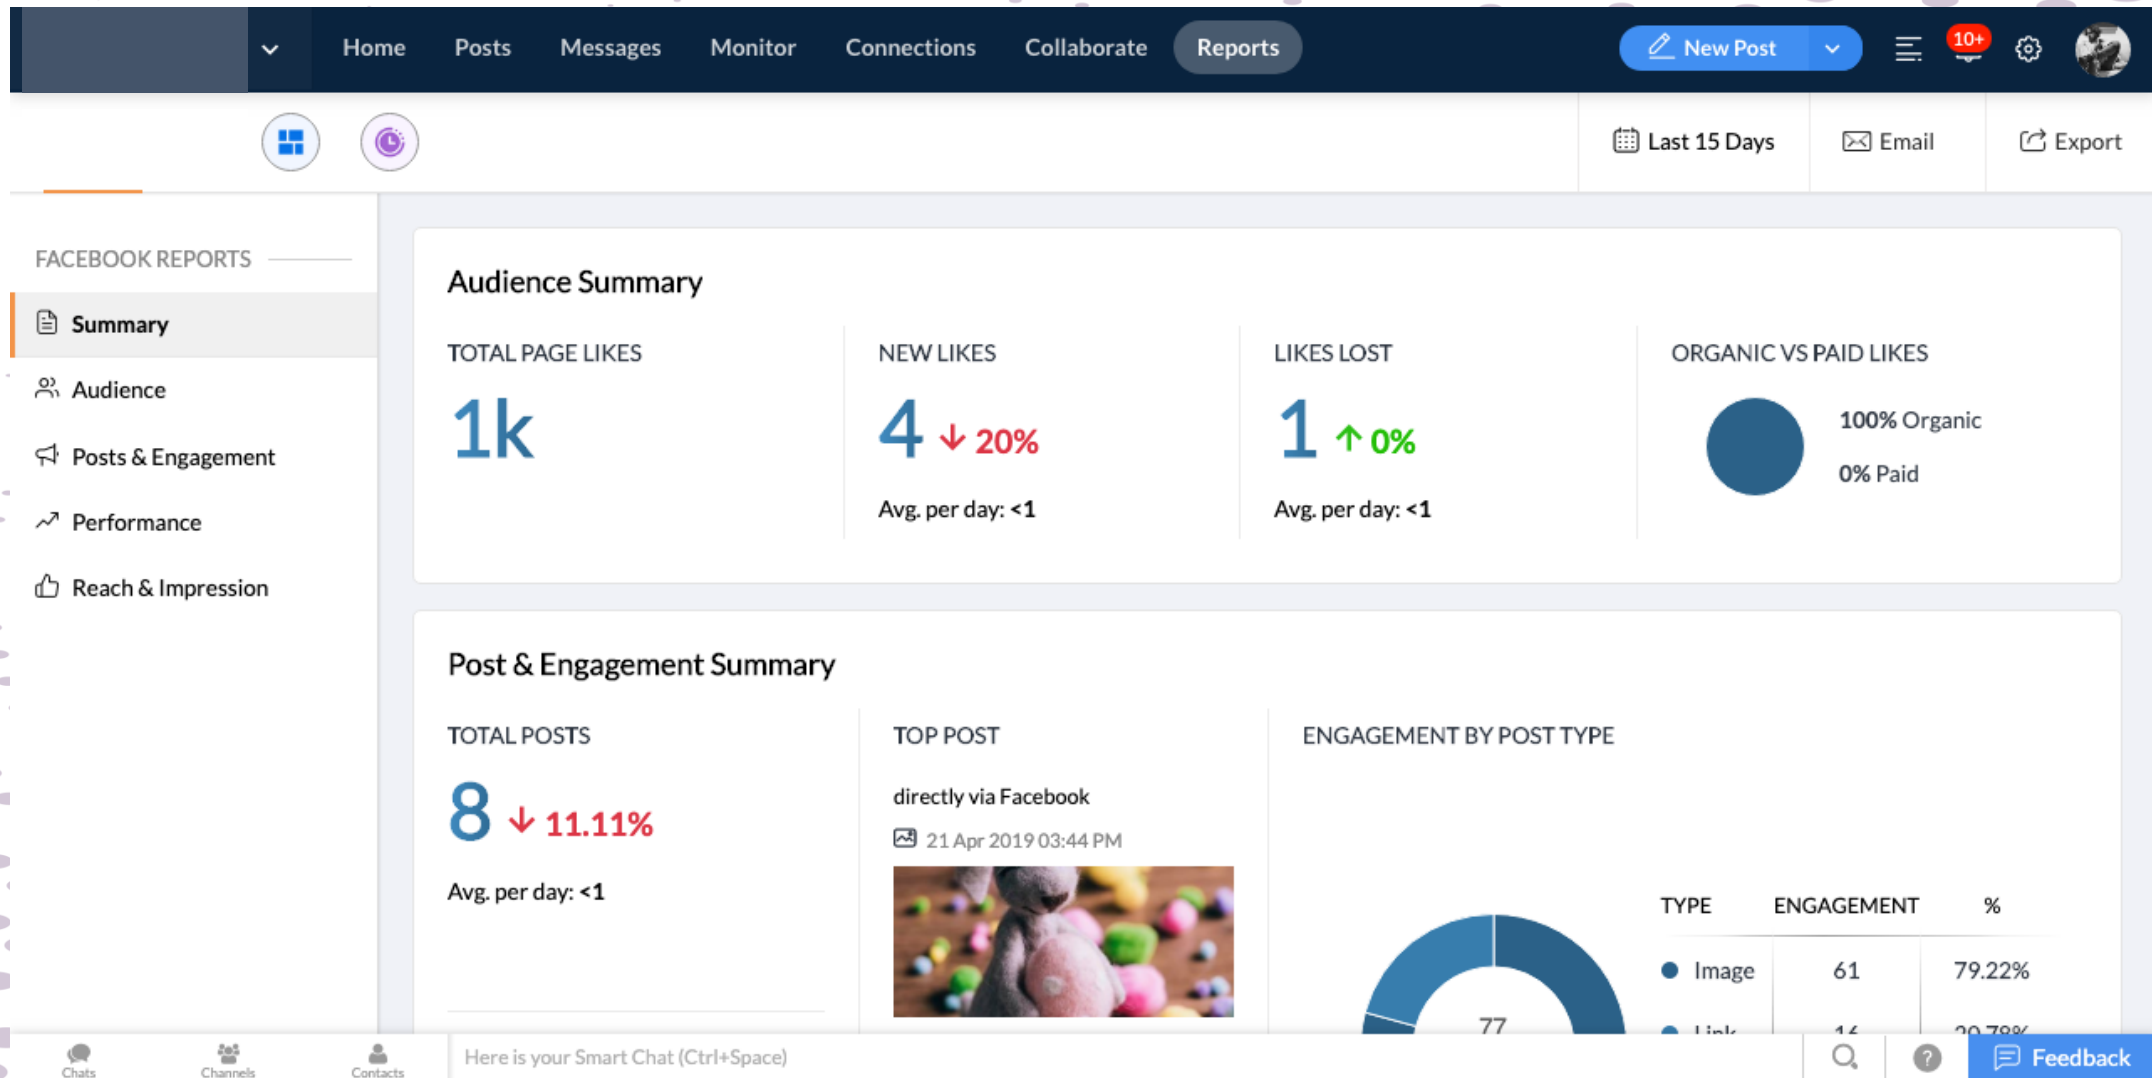 Home Posts Messages Monitor Connections Collaborate Reports New Post 10+
Last 15 Days Email Export
FACEBOOK REPORTS
Summary
Audience
Posts & Engagement
Performance
Reach & Impression
Audience Summary
TOTAL PAGE LIKES
1k
NEW LIKES
4 20%
Avg. per day: <1
LIKES LOST
1 0%
Avg. per day: <1
ORGANIC VS PAID LIKES
100% Organic
0% Paid
Post & Engagement Summary
TOTAL POSTS
8 11.11%
Avg. per day: <1
TOP POST
directly via Facebook
21 Apr 2019 03:44 PM
ENGAGEMENT BY POST TYPE
77
TYPE ENGAGEMENT %
Image 61 79.22%
Link 16 20.78%
Chats Channels Contacts Here is your Smart Chat (Ctrl+Space) ? Feedback